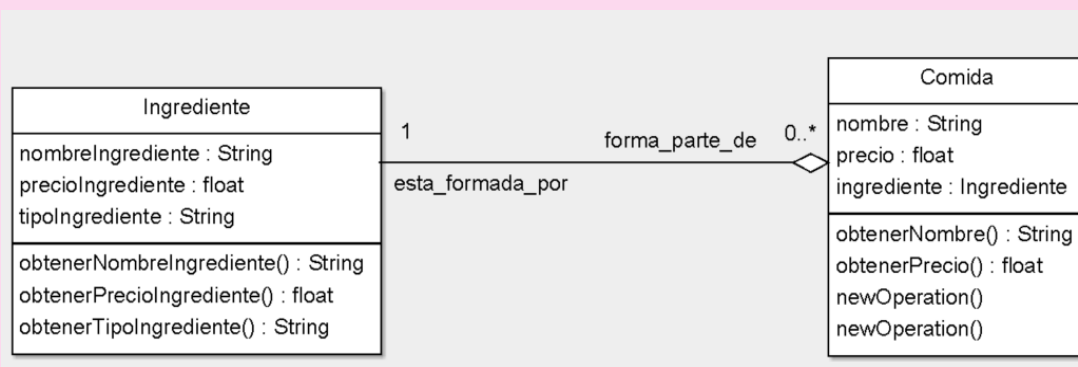 Ingrediente
nombreIngrediente : String
precioIngrediente : float
tipoIngrediente : String
obtenerNombreIngrediente() : String
obtenerPrecioIngrediente() : float
obtenerTipoIngrediente() : String
1
esta_formada_por
forma_parte_de
0..*
Comida
nombre : String
precio : float
ingrediente : Ingrediente
obtenerNombre() : String
obtenerPrecio() : float
newOperation()
newOperation()